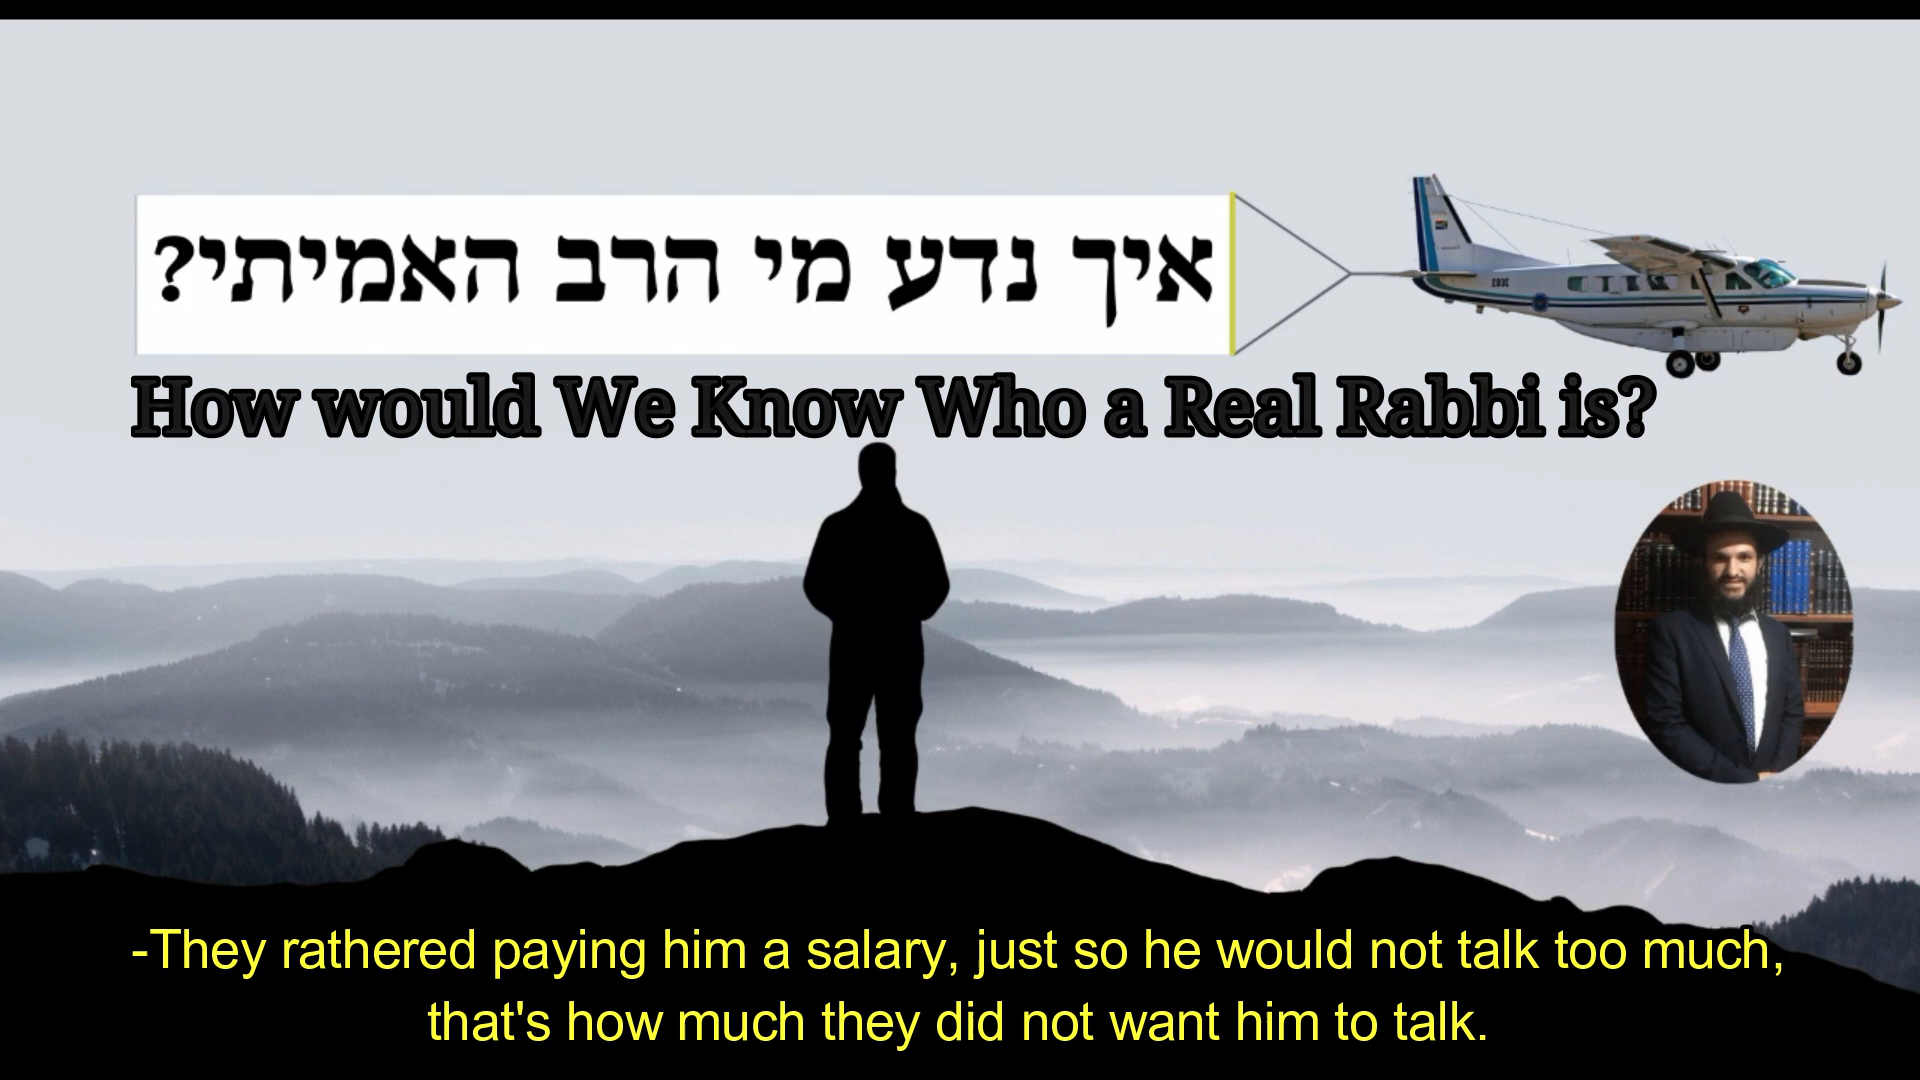 איך נדע מי הרב האמיתי?
How would We Know Who a Real Rabbi is?
-They rathered paying him a salary, just so he would not talk too much,
that's how much they did not want him to talk.